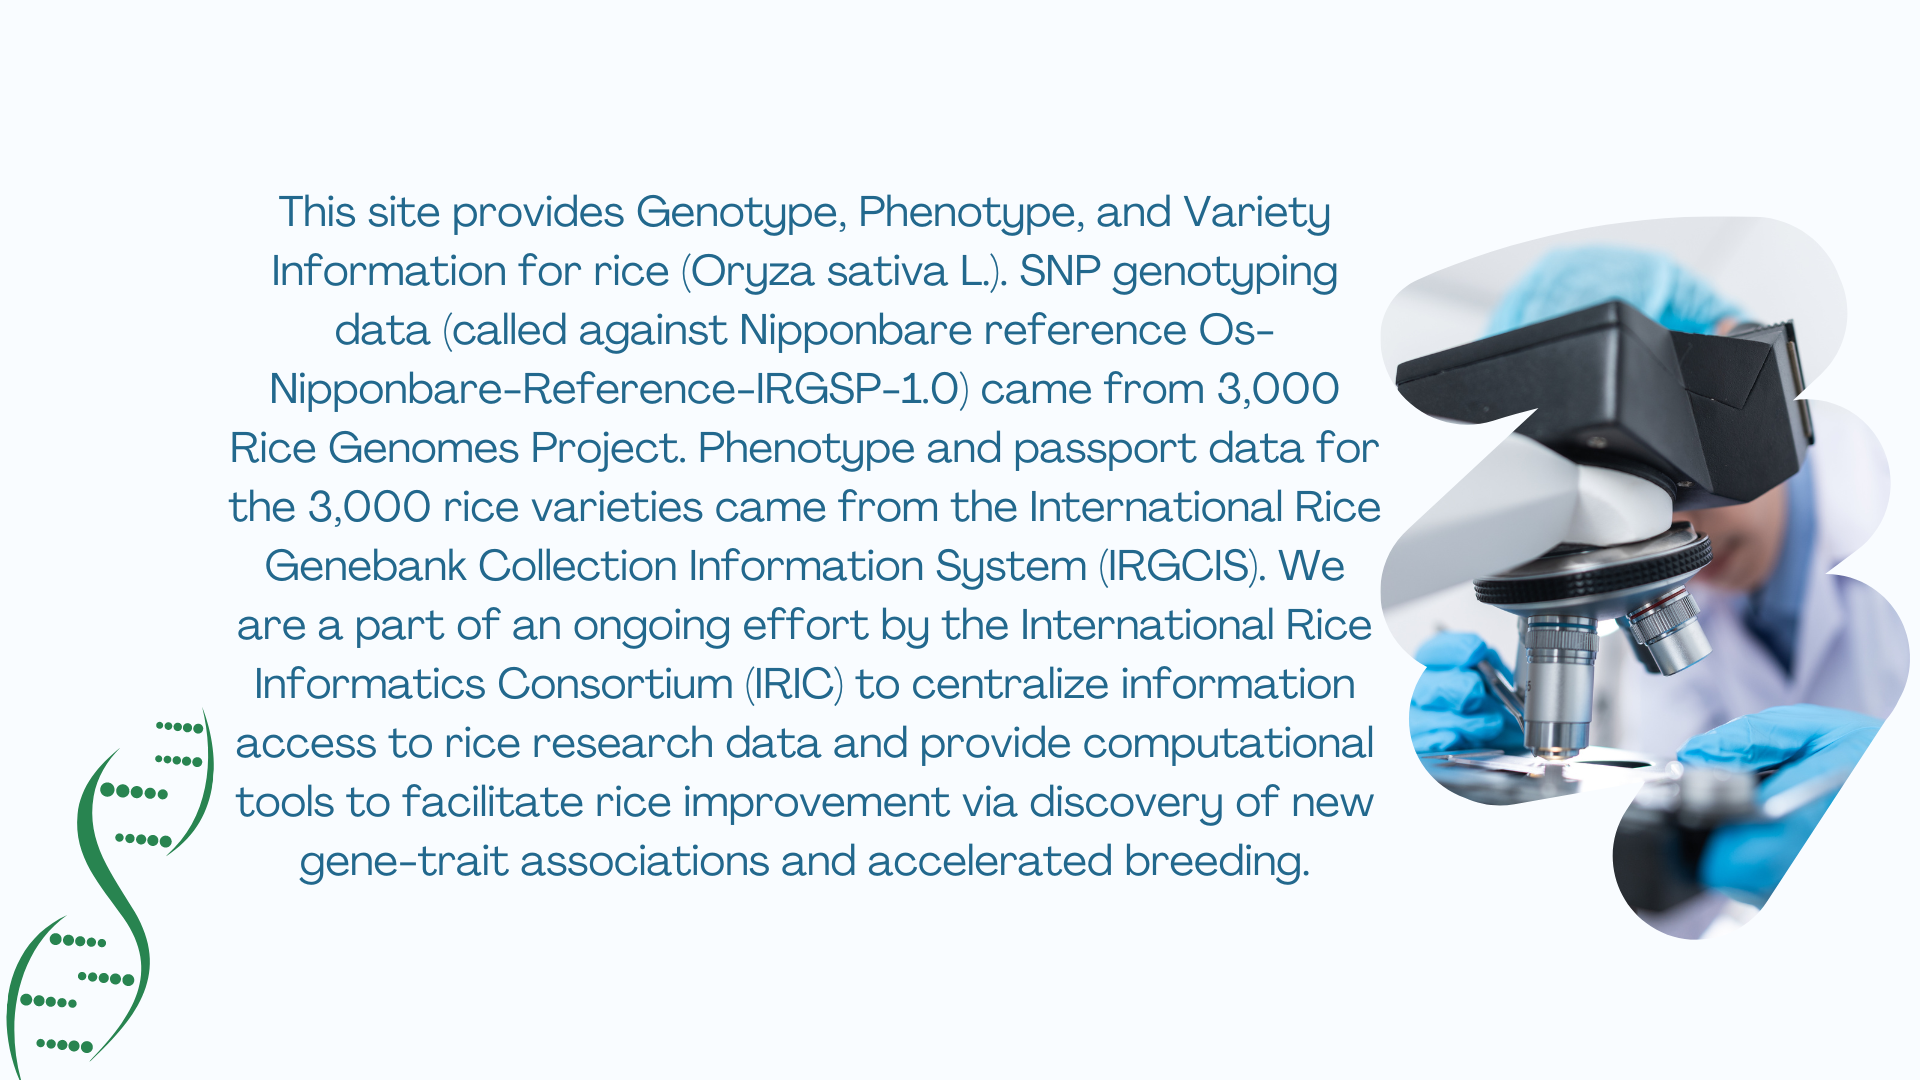 This site provides Genotype, Phenotype, and Variety
Information for rice (Oryza sativa L.). SNP genotyping
data (called against Nipponbare reference Os-
Nipponbare-Reference-IRGSP-1.0) came from 3,000
Rice Genomes Project. Phenotype and passport data for
the 3,000 rice varieties came from the International Rice
Genebank Collection Information System (IRGCIS). We
are a part of an ongoing effort by the International Rice
Informatics Consortium (IRIC) to centralize information
access to rice research data and provide computational
tools to facilitate rice improvement via discovery of new
gene-trait associations and accelerated breeding.